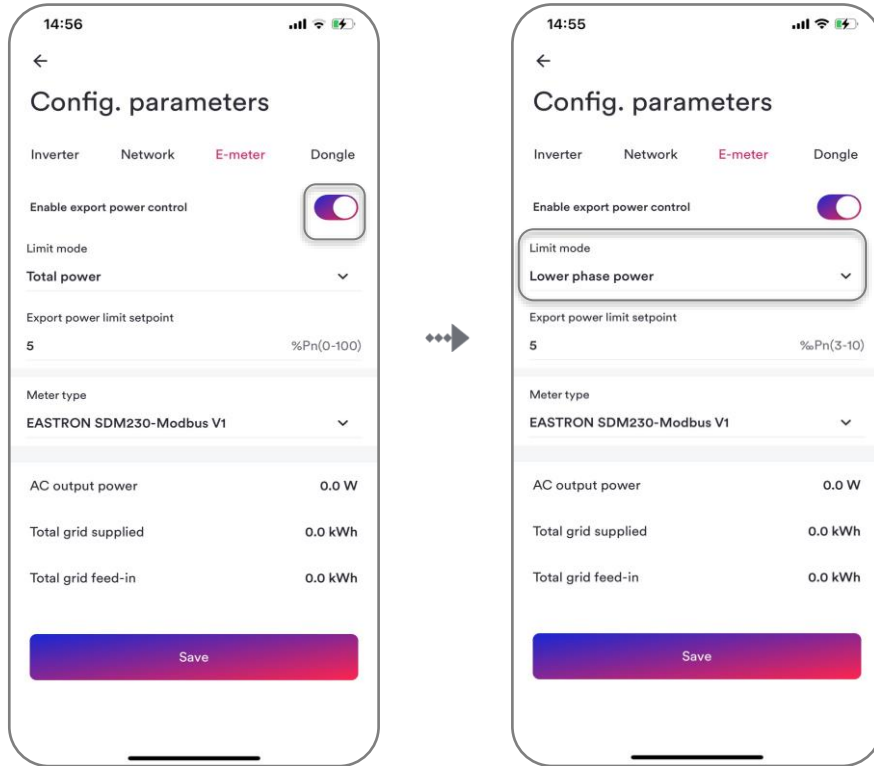 14:56
Config. parameters
Inverter Network E-meter Dongle
Enable export power control
Limit mode
Total power
Export power limit setpoint
5 %Pn(0-100)
Meter type
EASTRON SDM230-Modbus V1
AC output power 0.0 W
Total grid supplied 0.0 kWh
Total grid feed-in 0.0 kWh
Save
14:55
Config. parameters
Inverter Network E-meter Dongle
Enable export power control
Limit mode
Lower phase power
Export power limit setpoint
5 ‰Pn(3-10)
Meter type
EASTRON SDM230-Modbus V1
AC output power 0.0 W
Total grid supplied 0.0 kWh
Total grid feed-in 0.0 kWh
Save